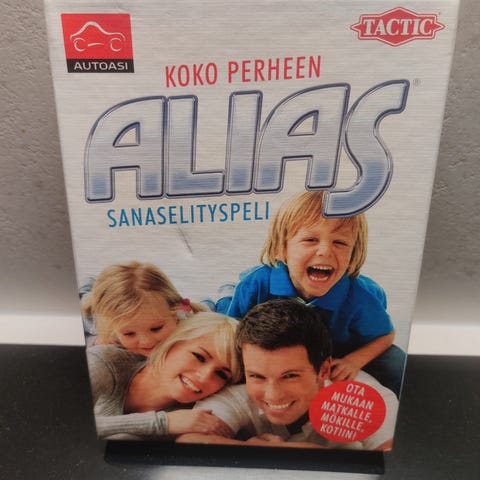 AUTOASI
TACTIC
KOKO PERHEEN
ALIAS®
SANASELITYSPELI
OTA
MUKAAN
MATKALLE,
MÖKILLE,
KOTIIN!